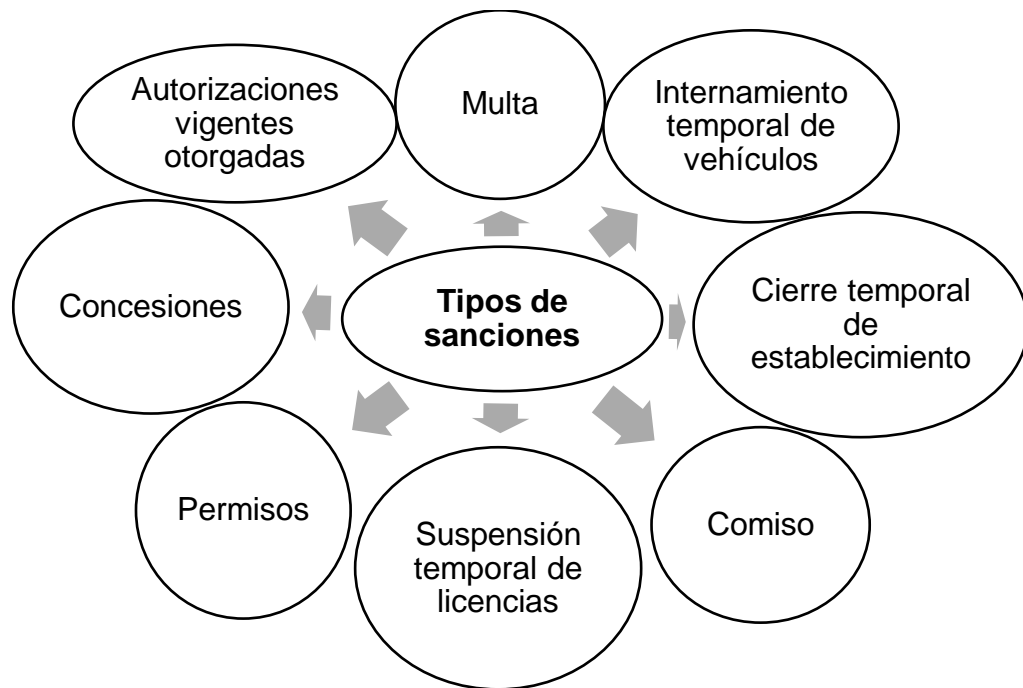 Autorizaciones
vigentes
otorgadas
Multa
Internamiento
temporal de
vehículos
Concesiones
Tipos de
sanciones
Cierre temporal
de
establecimiento
Permisos
Suspensión
temporal de
licencias
Comiso